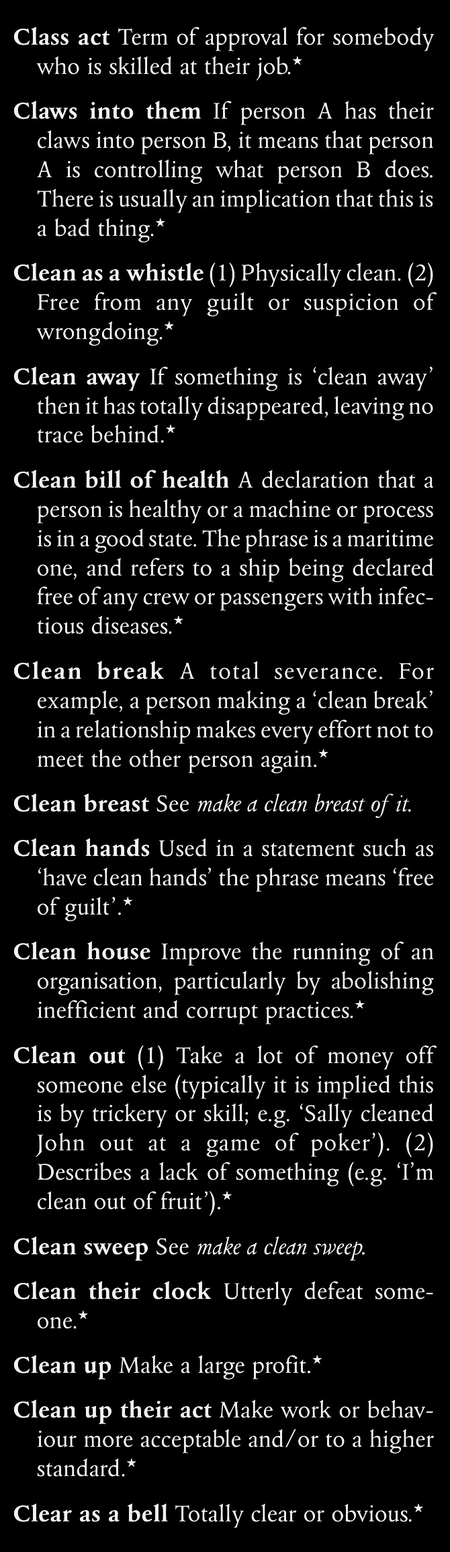 Class act Term of approval for somebody
who is skilled at their job.★
Claws into them If person A has their
claws into person B, it means that person
A is controlling what person B does.
There is usually an implication that this is
a bad thing.★
Clean as a whistle (1) Physically clean. (2)
Free from any guilt or suspicion of
wrongdoing.★
Clean away If something is ‘clean away’
then it has totally disappeared, leaving no
trace behind.★
Clean bill of health A declaration that a
person is healthy or a machine or process
is in a good state. The phrase is a maritime
one, and refers to a ship being declared
free of any crew or passengers with infec-
tious diseases.★
Clean break A total severance. For
example, a person making a ‘clean break’
in a relationship makes every effort not to
meet the other person again.★
Clean breast See make a clean breast of it.
Clean hands Used in a statement such as
‘have clean hands’ the phrase means ‘free
of guilt’.★
Clean house Improve the running of an
organisation, particularly by abolishing
inefficient and corrupt practices.★
Clean out (1) Take a lot of money off
someone else (typically it is implied this
is by trickery or skill; e.g. ‘Sally cleaned
John out at a game of poker’). (2)
Describes a lack of something (e.g. ‘I’m
clean out of fruit’).★
Clean sweep See make a clean sweep.
Clean their clock Utterly defeat some-
one.★
Clean up Make a large profit.★
Clean up their act Make work or behav-
iour more acceptable and/or to a higher
standard.★
Clear as a bell Totally clear or obvious.★